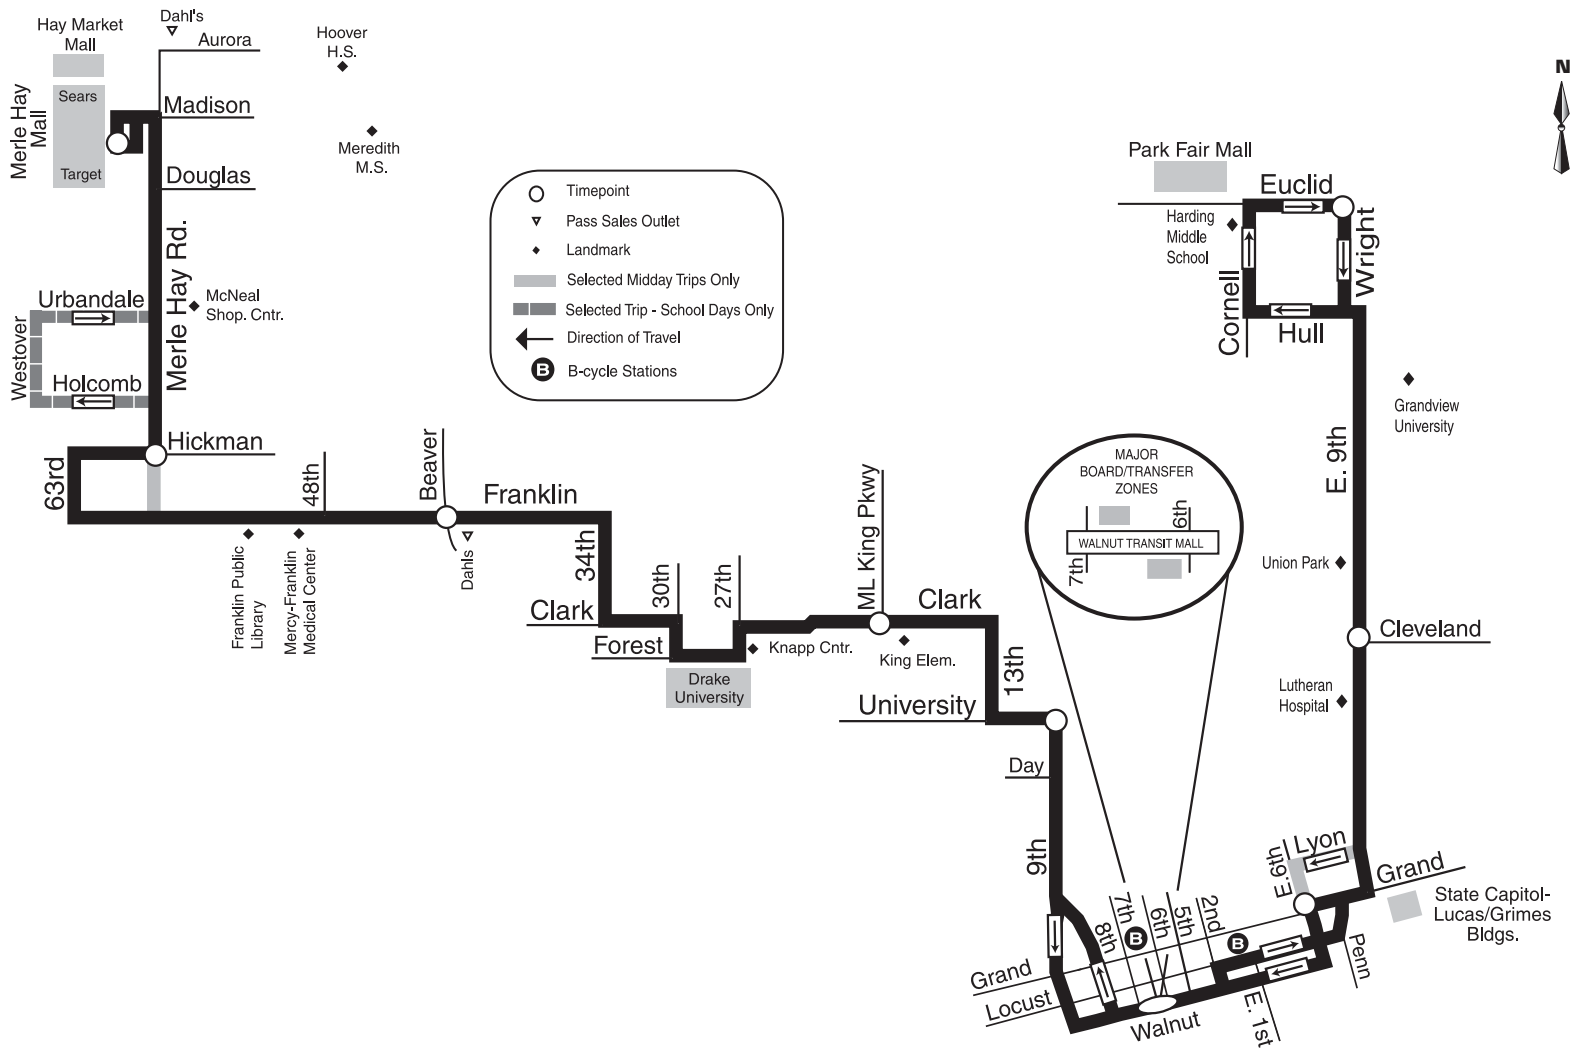 Dahl's
Hay Market
Mall
Aurora
Hoover
H.S.
N
Merle Hay
Mall
Sears
Madison
Meredith
M.S.
Target
Douglas
Park Fair Mall
Euclid
Timepoint
Pass Sales Outlet
Landmark
Selected Midday Trips Only
Selected Trip - School Days Only
Direction of Travel
B
B-cycle Stations
Harding
Middle
School
Wright
Cornell
Hull
Merle Hay Rd.
Urbandale
McNeal
Shop. Cntr.
Westover
Holcomb
Grandview
University
Hickman
63rd
48th
Beaver
Franklin
E. 9th
MAJOR
BOARD/TRANSFER
ZONES
6th
WALNUT TRANSIT MALL
7th
Franklin Public
Library
Mercy-Franklin
Medical Center
Dahls
34th
30th
27th
ML King Pkwy
Union Park
Clark
Clark
Forest
Knapp Cntr.
King Elem.
13th
Cleveland
Drake
University
University
Lutheran
Hospital
Day
9th
Lyon
E.6th
Grand
State Capitol-
Lucas/Grimes
Bldgs.
8th
7th
B
6th
5th
2nd
B
Penn
Grand
Locust
Walnut
E. 1st